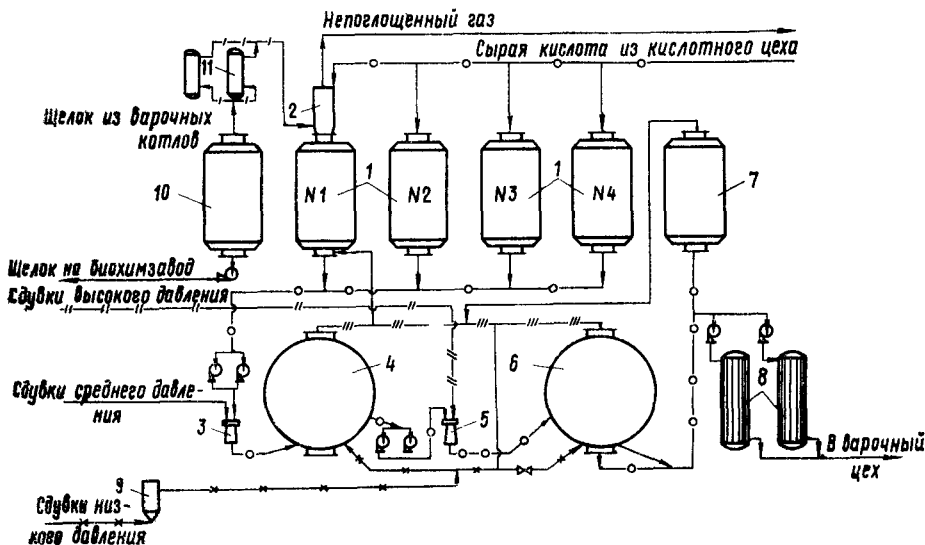 Непоглощенный газ
Сырая кислота из кислотного цеха
11
2
Щелок из варочных
котлов
10
N1
1
N2
N3
1
N4
7
Щелок на биохимзавод
Сдувки высокого давления
4
6
8
Сдувки среднего давле-
ния
3
5
В варочный
цех
9
Сдувки низ-
кого давления